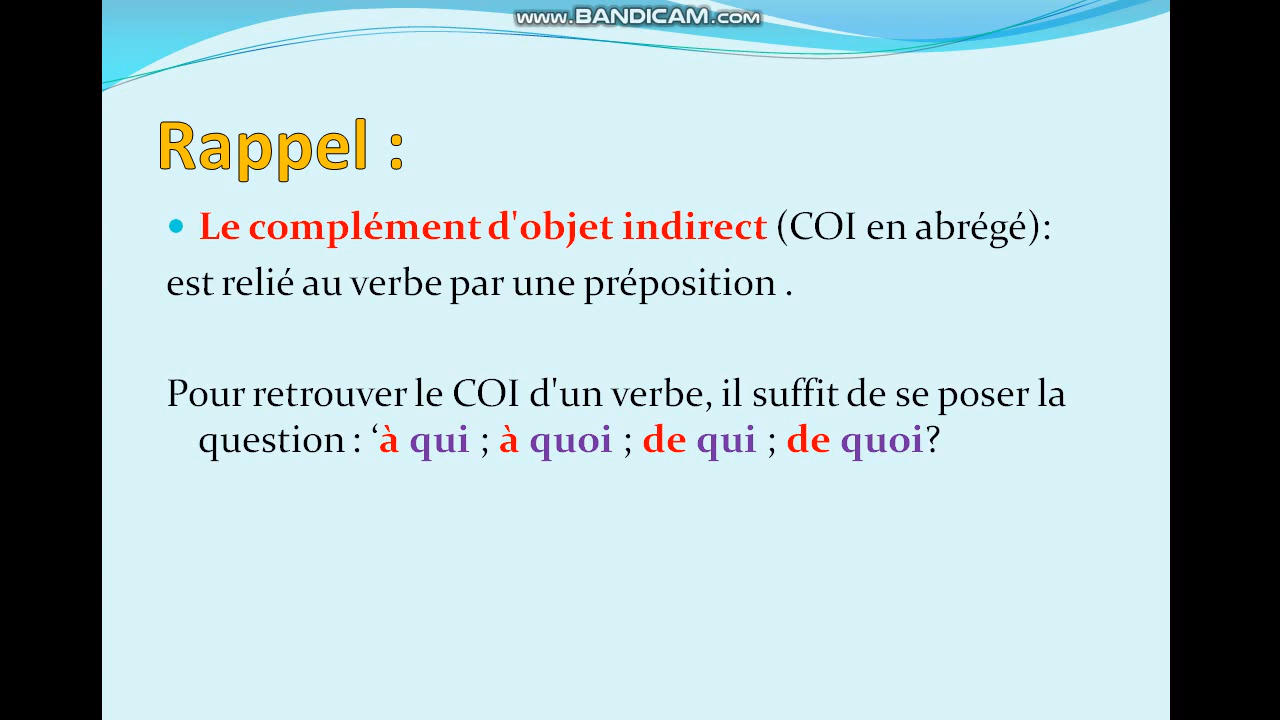 www.BANDICAM.com
Rappel :
• Le complément d'objet indirect (COI en abrégé):
est relié au verbe par une préposition .
Pour retrouver le COI d'un verbe, il suffit de se poser la
question : ‘à qui ; à quoi ; de qui ; de quoi?